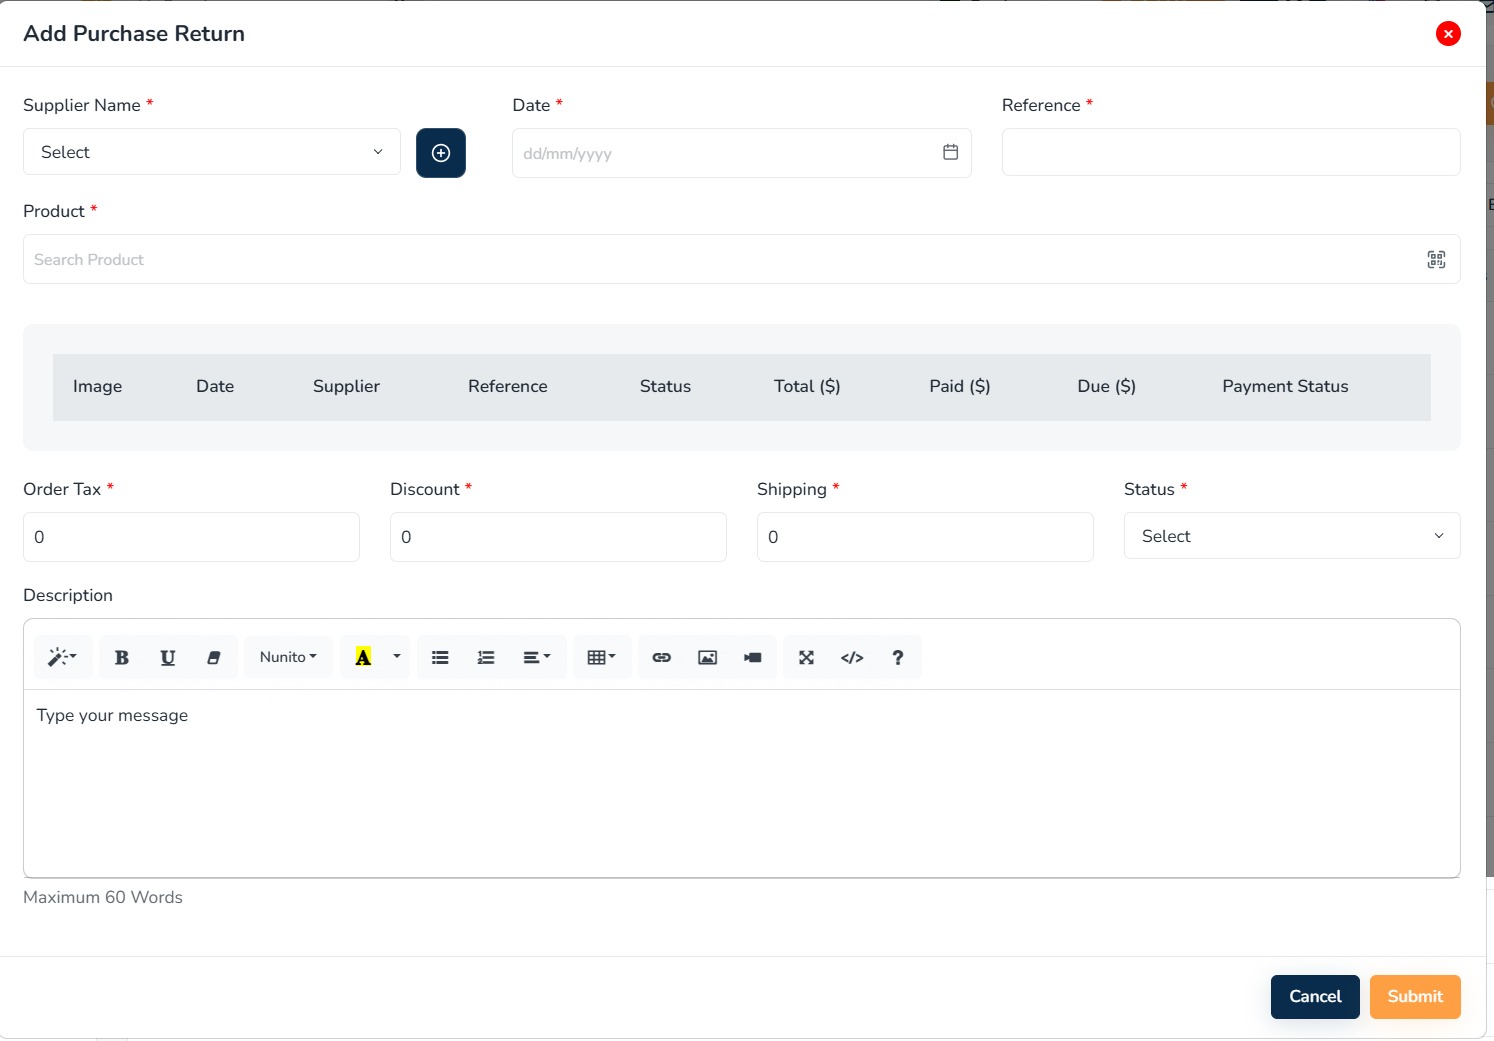 Add Purchase Return
Supplier Name *
Date *
Reference *
Select
dd/mm/yyyy
Product *
Search Product
Image Date Supplier Reference Status Total ($) Paid ($) Due ($) Payment Status
Order Tax *
Discount *
Shipping *
Status *
0
0
0
Select
Description
B U Nunito A </> ?
Type your message
Maximum 60 Words
Cancel
Submit